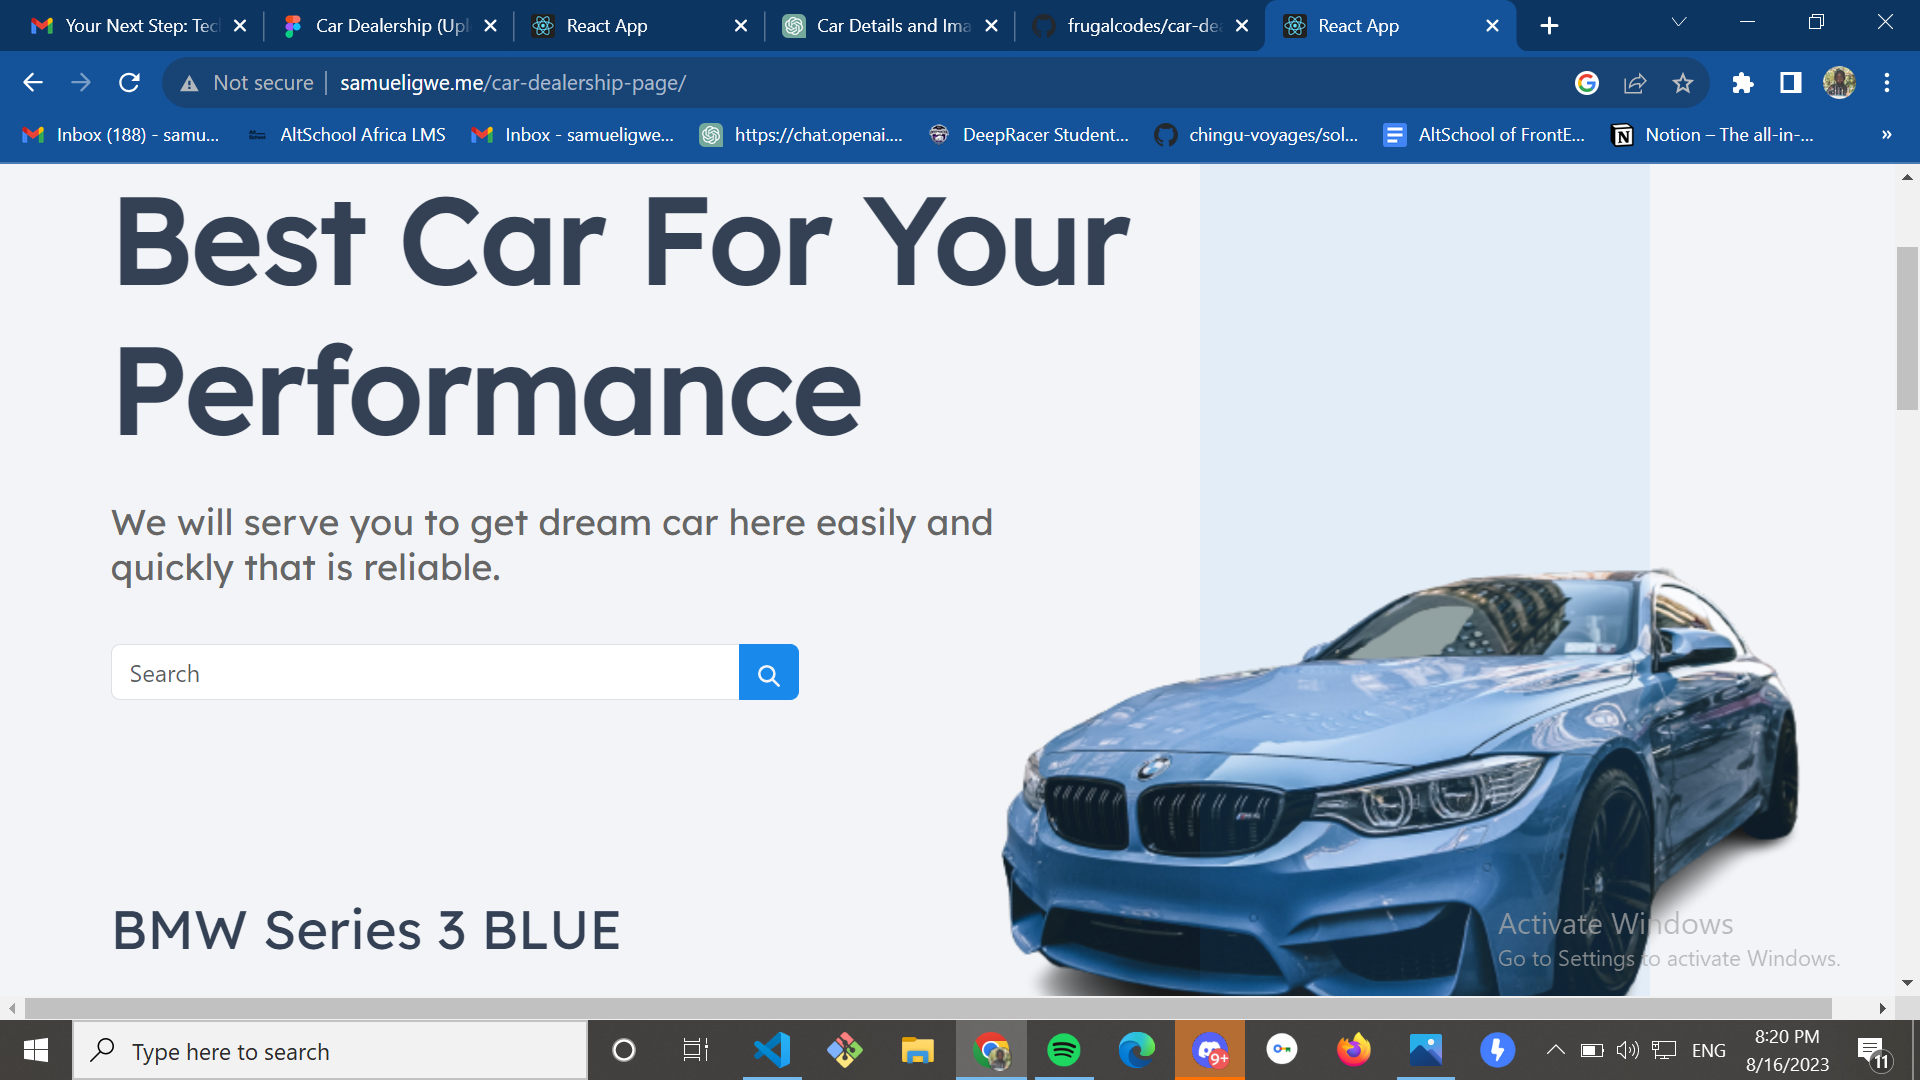 Your Next Step: Tec
Car Dealership (Upl
React App
Car Details and Ima
frugalcodes/car-dea
React App
Not secure
samueligwe.me/car-dealership-page/
Inbox (188) - samu...
AltSchool Africa LMS
Inbox - samueligwe...
https://chat.openai....
DeepRacer Student...
chingu-voyages/sol...
AltSchool of FrontE...
Notion – The all-in-...
»
Best Car For Your
Performance
We will serve you to get dream car here easily and
quickly that is reliable.
Search
BMW Series 3 BLUE
Activate Windows
Go to Settings to activate Windows.
Type here to search
9+
ENG
8:20 PM
8/16/2023
11